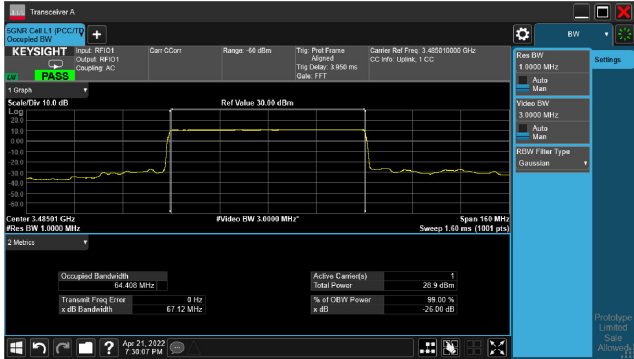 Transceiver A
5GNR Cell L1 (PCC/TD
Occupied BW
+
BW
KEYSIGHT
Input: RFIO1
Output: RFIO1
Coupling: AC
Corr CCorr
Range: -60 dBm
Trig: Prot Frame
Aligned
Trig Delay: 3.950 ms
Gate: FFT
Carrier Ref Freq: 3.485010000 GHz
CC Info: Uplink, 1 CC
PASS
Res BW
1.0000 MHz
Auto
Man
Settings
Video BW
3.0000 MHz
Auto
Man
RBW Filter Type
Gaussian
1 Graph
Scale/Div 10.0 dB
Ref Value 30.00 dBm
Log
20.0
10.0
0.00
-10.0
-20.0
-30.0
-40.0
-50.0
-60.0
Center 3.48501 GHz
#Video BW 3.0000 MHz*
Span 160 MHz
#Res BW 1.0000 MHz
Sweep 1.60 ms (1001 pts)
2 Metrics
Occupied Bandwidth
64.408 MHz
Active Carrier(s) 1
Total Power 28.9 dBm
Transmit Freq Error 0 Hz
x dB Bandwidth 67.12 MHz
% of OBW Power 99.00 %
x dB -26.00 dB
Prototype
Limited
Sale
Allowed
?
Apr 21, 2022
7:30:07 PM